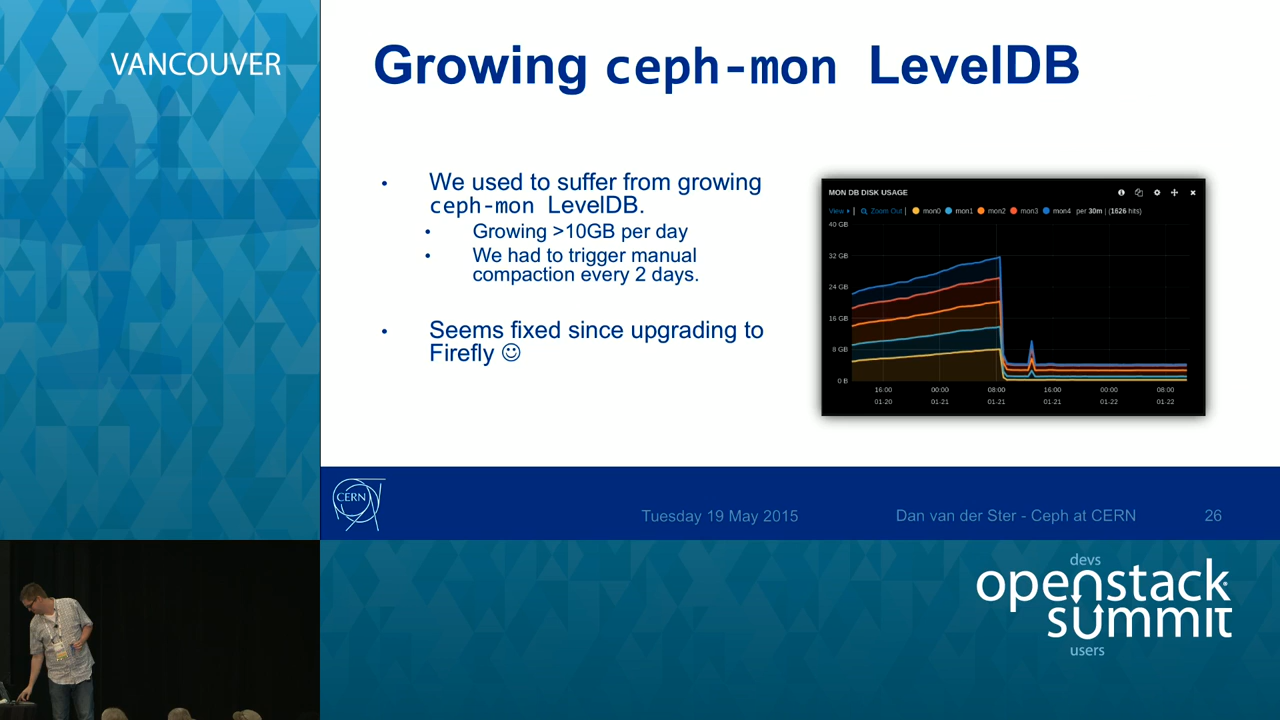 VANCOUVER
Growing ceph-mon LevelDB
• We used to suffer from growing
ceph-mon LevelDB.
• Growing >10GB per day
• We had to trigger manual
compaction every 2 days.
• Seems fixed since upgrading to
Firefly ☺
MON DB DISK USAGE
View | Zoom Out | mon0 mon1 mon2 mon3 mon4 per 30m | (1626 hits)
40 GB
32 GB
24 GB
16 GB
8 GB
0 B
16:00 00:00 08:00 16:00 00:00 08:00
01-20 01-21 01-21 01-21 01-22 01-22
CERN
Tuesday 19 May 2015 Dan van der Ster - Ceph at CERN 26
devs
openstack
summit
users